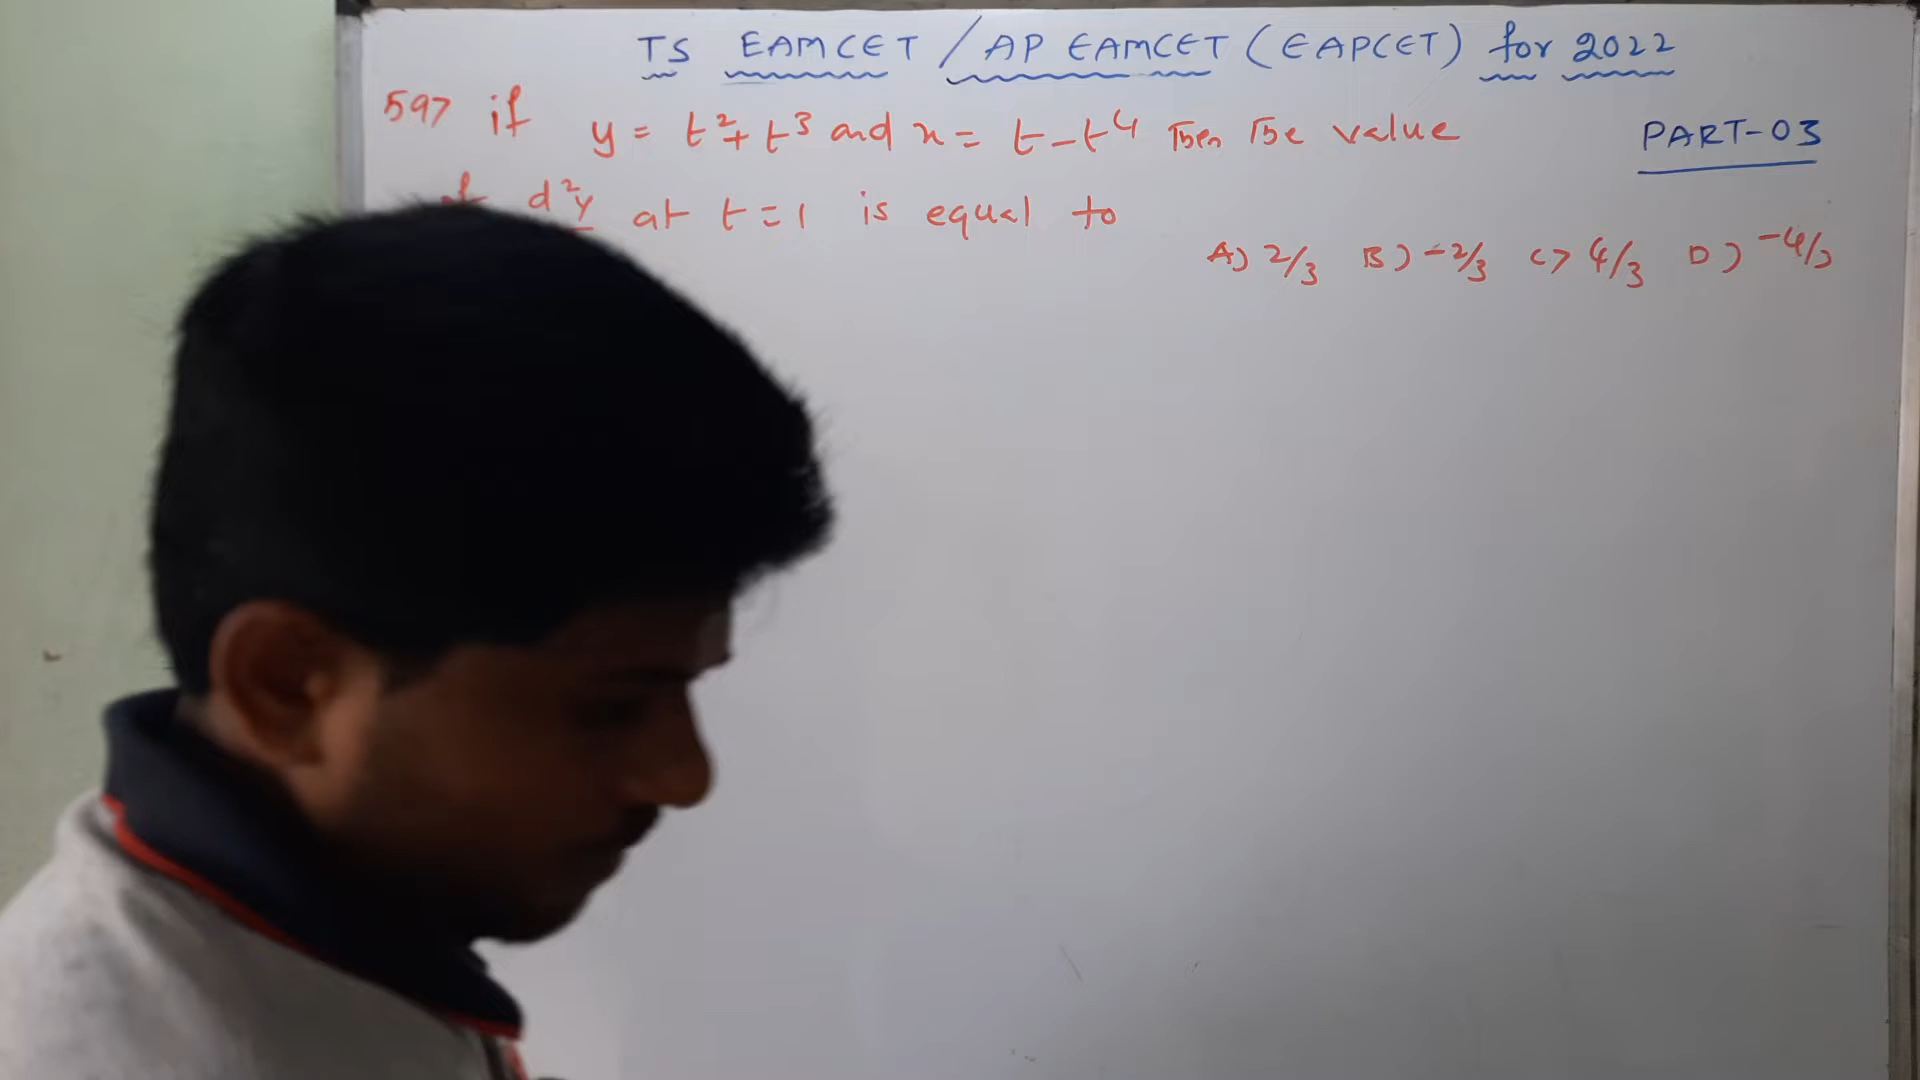 TS EAMCET / AP EAMCET (EAPCET) for 2022
597 if y = t²+t³ and x = t-t⁴ Then The value
PART-03
of d²y at t=1 is equal to
A) 2/3 B) -2/3 C) 4/3 D) -4/3